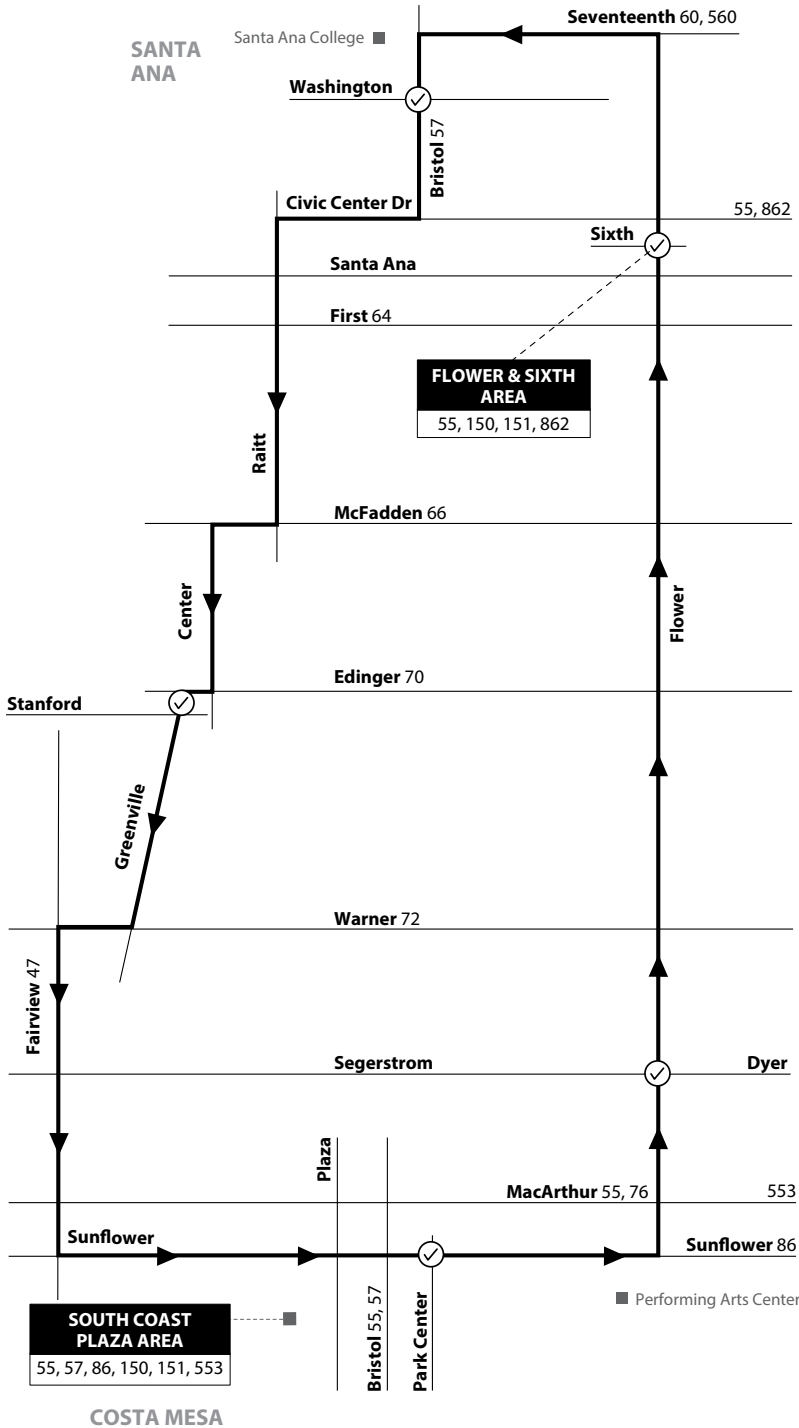 Seventeenth 60, 560
Santa Ana College
SANTA
ANA
Washington
Bristol 57
Civic Center Dr
55, 862
Sixth
Santa Ana
First 64
FLOWER & SIXTH
AREA
55, 150, 151, 862
Raitt
McFadden 66
Center
Flower
Edinger 70
Stanford
Greenville
Warner 72
Fairview 47
Segerstrom
Dyer
Plaza
MacArthur 55, 76
553
Sunflower
Sunflower 86
Bristol 55, 57
Park Center
Performing Arts Center
SOUTH COAST
PLAZA AREA
55, 57, 86, 150, 151, 553
COSTA MESA